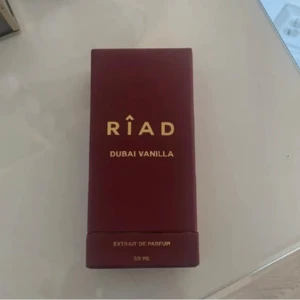 RÎAD
DUBAI VANILLA
EXTRAIT DE PARFUM
50 ML